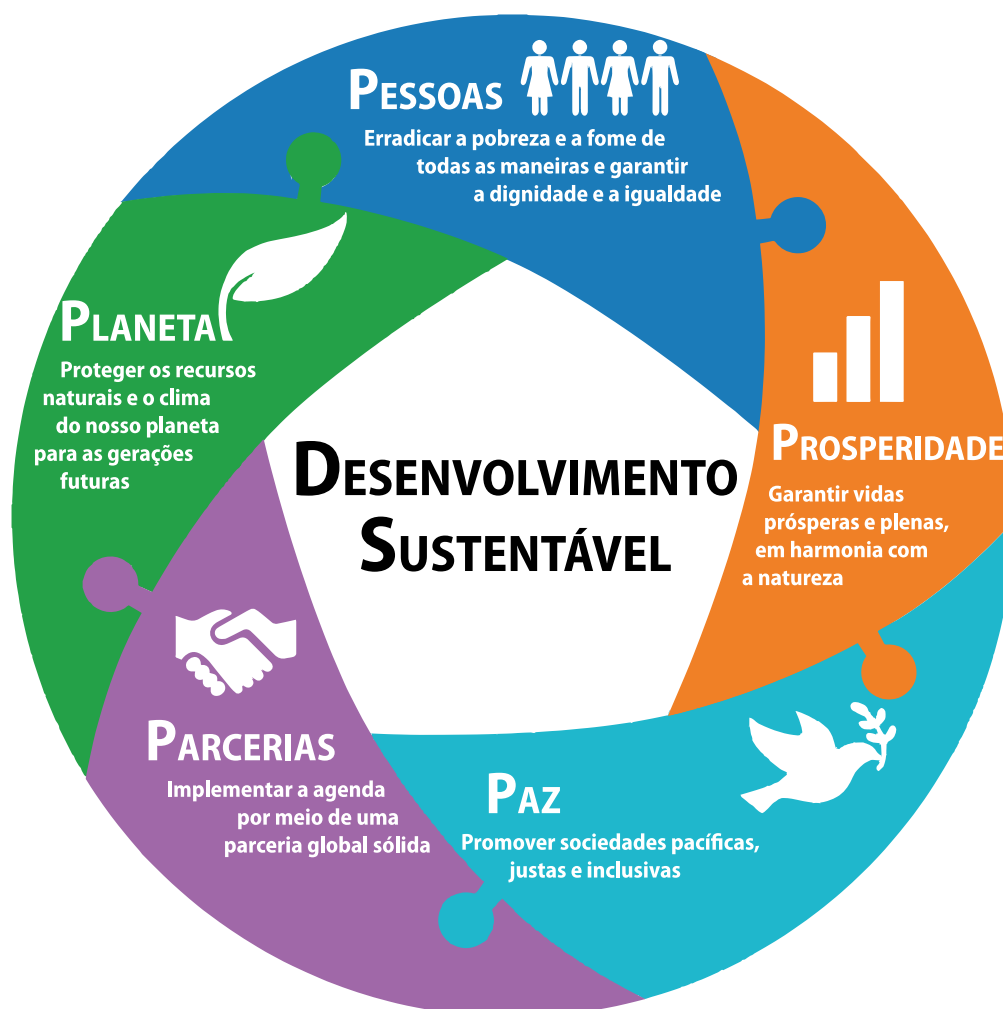 PESSOAS
Erradicar a pobreza e a fome de
todas as maneiras e garantir
a dignidade e a igualdade
PROSPERIDADE
Garantir vidas
prósperas e plenas,
em harmonia com
a natureza
PAZ
Promover sociedades pacíficas,
justas e inclusivas
PARCERIAS
Implementar a agenda
por meio de uma
parceria global sólida
PLANETA
Proteger os recursos
naturais e o clima
do nosso planeta
para as gerações
futuras
DESENVOLVIMENTO
SUSTENTÁVEL